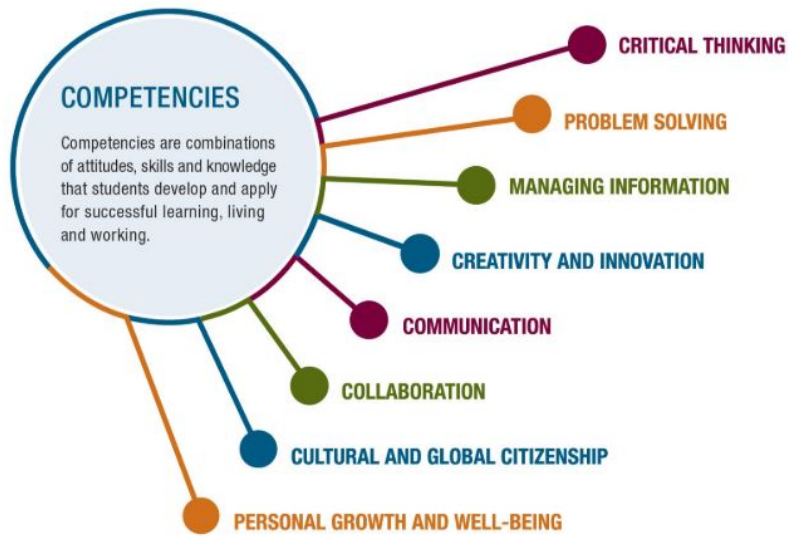 COMPETENCIES
Competencies are combinations
of attitudes, skills and knowledge
that students develop and apply
for successful learning, living
and working.
CRITICAL THINKING
PROBLEM SOLVING
MANAGING INFORMATION
CREATIVITY AND INNOVATION
COMMUNICATION
COLLABORATION
CULTURAL AND GLOBAL CITIZENSHIP
PERSONAL GROWTH AND WELL-BEING